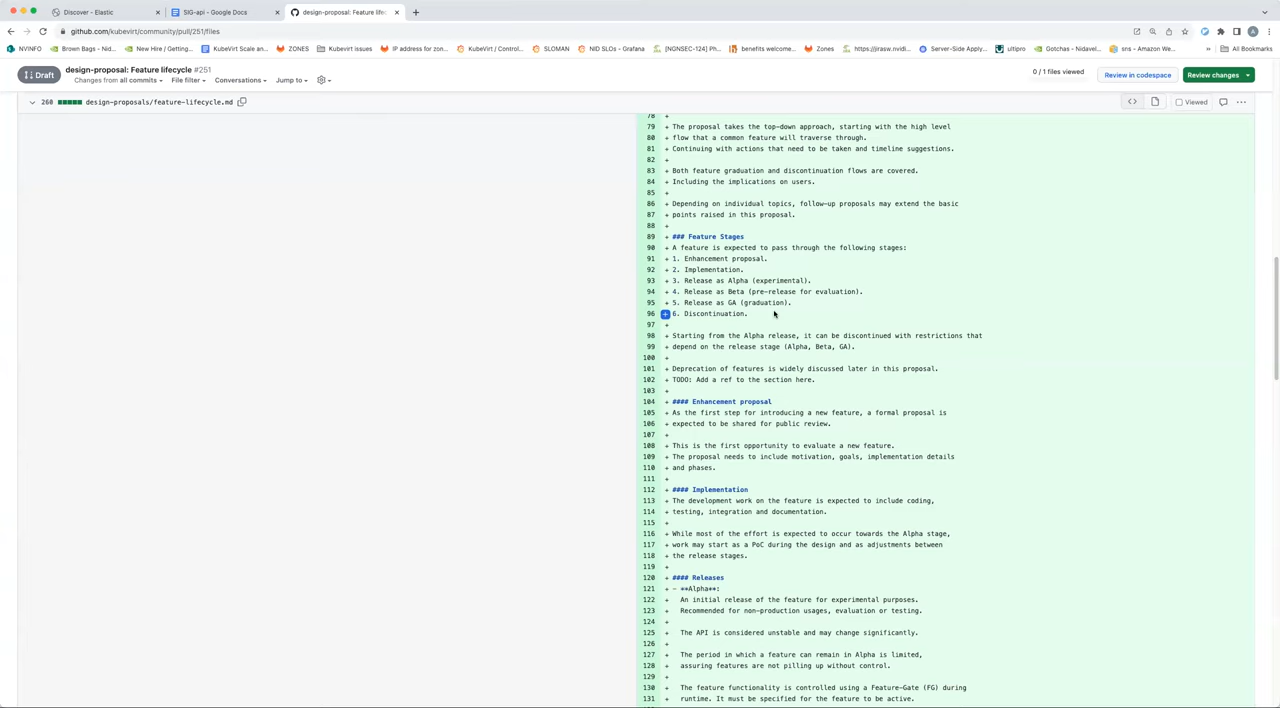 Discover - Elastic
SIG-api - Google Docs
design-proposal: Feature lifec
github.com/kubevirt/community/pull/251/files
NVINFO
Brown Bags - Nid...
New Hire / Getting...
KubeVirt Scale an...
ZONES
Kubevirt issues
IP address for zon...
KubeVirt / Control...
SLOMAN
NID SLOs - Grafana
[NGNSEC-124] Ph...
benefits welcome...
Zones
https://jirasw.nvidi...
Server-Side Apply...
ultipro
Gotchas - Nidavel...
sns - Amazon We...
»
All Bookmarks
Draft
design-proposal: Feature lifecycle #251
Changes from all commits
File filter
Conversations
Jump to
0 / 1 files viewed
Review in codespace
Review changes
260
design-proposals/feature-lifecycle.md
Viewed
78 +
79 + The proposal takes the top-down approach, starting with the high level
80 + flow that a common feature will traverse through.
81 + Continuing with actions that need to be taken and timeline suggestions.
82 +
83 + Both feature graduation and discontinuation flows are covered.
84 + Including the implications on users.
85 +
86 + Depending on individual topics, follow-up proposals may extend the basic
87 + points raised in this proposal.
88 +
89 + ### Feature Stages
90 + A feature is expected to pass through the following stages:
91 + 1. Enhancement proposal.
92 + 2. Implementation.
93 + 3. Release as Alpha (experimental).
94 + 4. Release as Beta (pre-release for evaluation).
95 + 5. Release as GA (graduation).
96 + 6. Discontinuation.
97 +
98 + Starting from the Alpha release, it can be discontinued with restrictions that
99 + depend on the release stage (Alpha, Beta, GA).
100 +
101 + Deprecation of features is widely discussed later in this proposal.
102 + TODO: Add a ref to the section here.
103 +
104 + #### Enhancement proposal
105 + As the first step for introducing a new feature, a formal proposal is
106 + expected to be shared for public review.
107 +
108 + This is the first opportunity to evaluate a new feature.
109 + The proposal needs to include motivation, goals, implementation details
110 + and phases.
111 +
112 + #### Implementation
113 + The development work on the feature is expected to include coding,
114 + testing, integration and documentation.
115 +
116 + While most of the effort is expected to occur towards the Alpha stage,
117 + work may start as a PoC during the design and as adjustments between
118 + the release stages.
119 +
120 + #### Releases
121 + - **Alpha**:
122 + An initial release of the feature for experimental purposes.
123 + Recommended for non-production usages, evaluation or testing.
124 +
125 + The API is considered unstable and may change significantly.
126 +
127 + The period in which a feature can remain in Alpha is limited,
128 + assuring features are not pilling up without control.
129 +
130 + The feature functionality is controlled using a Feature-Gate (FG) during
131 + runtime. It must be specified for the feature to be active.